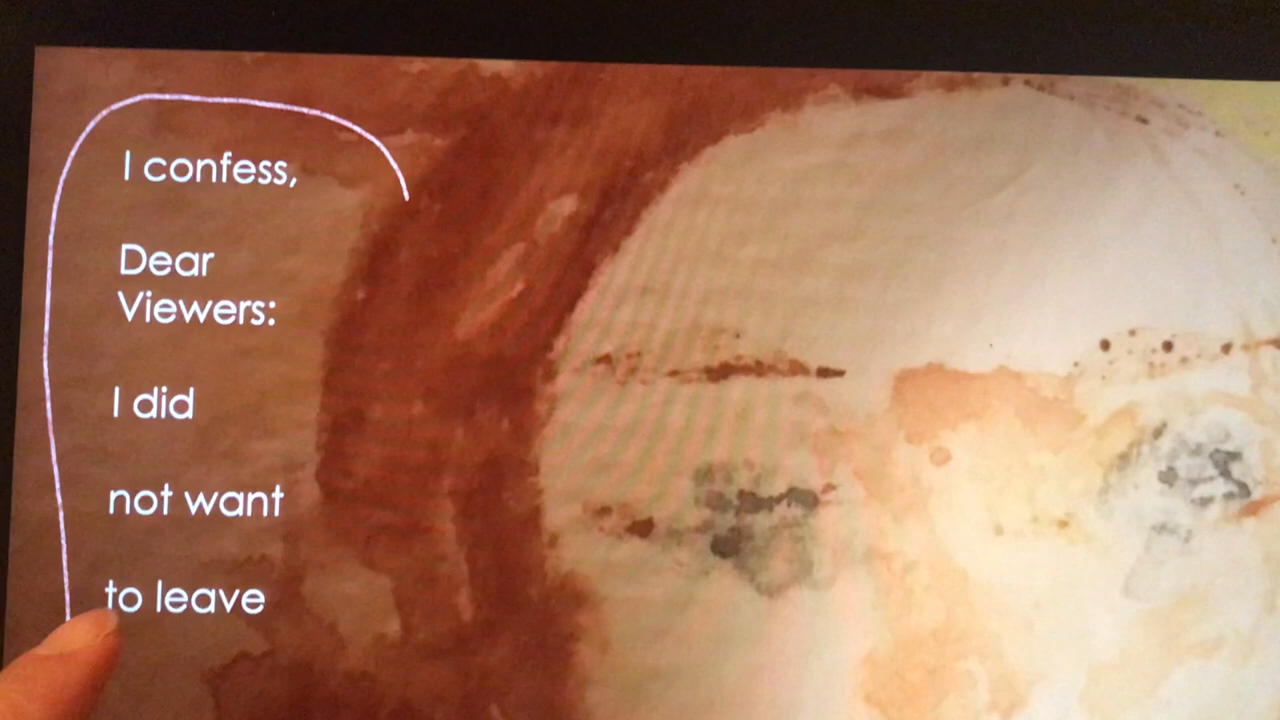 I confess,
Dear
Viewers:
I did
not want
to leave